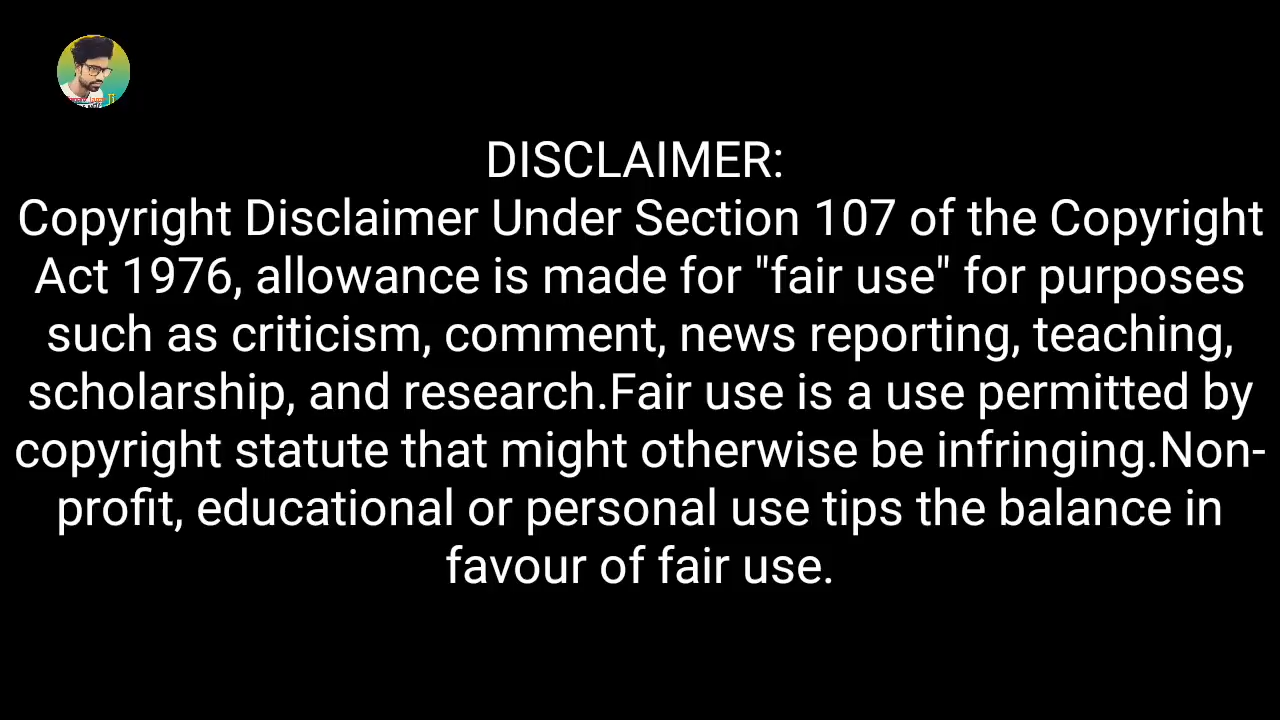 DISCLAIMER:
Copyright Disclaimer Under Section 107 of the Copyright
Act 1976, allowance is made for "fair use" for purposes
such as criticism, comment, news reporting, teaching,
scholarship, and research.Fair use is a use permitted by
copyright statute that might otherwise be infringing.Non-
profit, educational or personal use tips the balance in
favour of fair use.